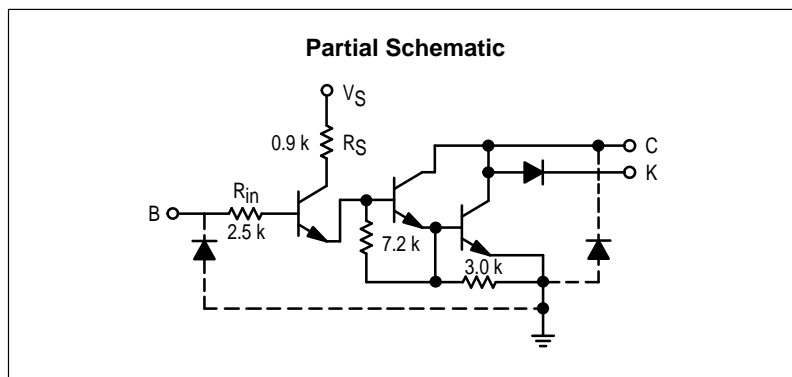 Partial Schematic
VS
0.9 k
RS
C
K
Rin
B
2.5 k
7.2 k
3.0 k